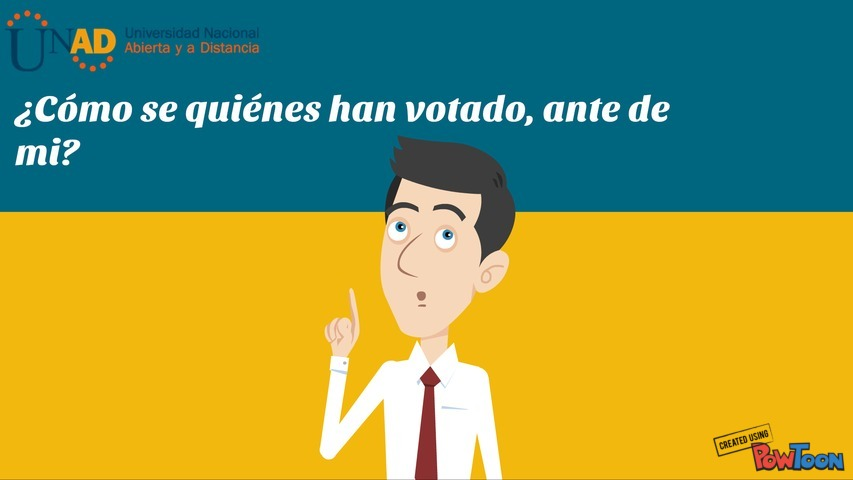 UNAD
Universidad Nacional
Abierta y a Distancia
¿Cómo se quiénes han votado, ante de
mi?
CREATED USING
POWTOON